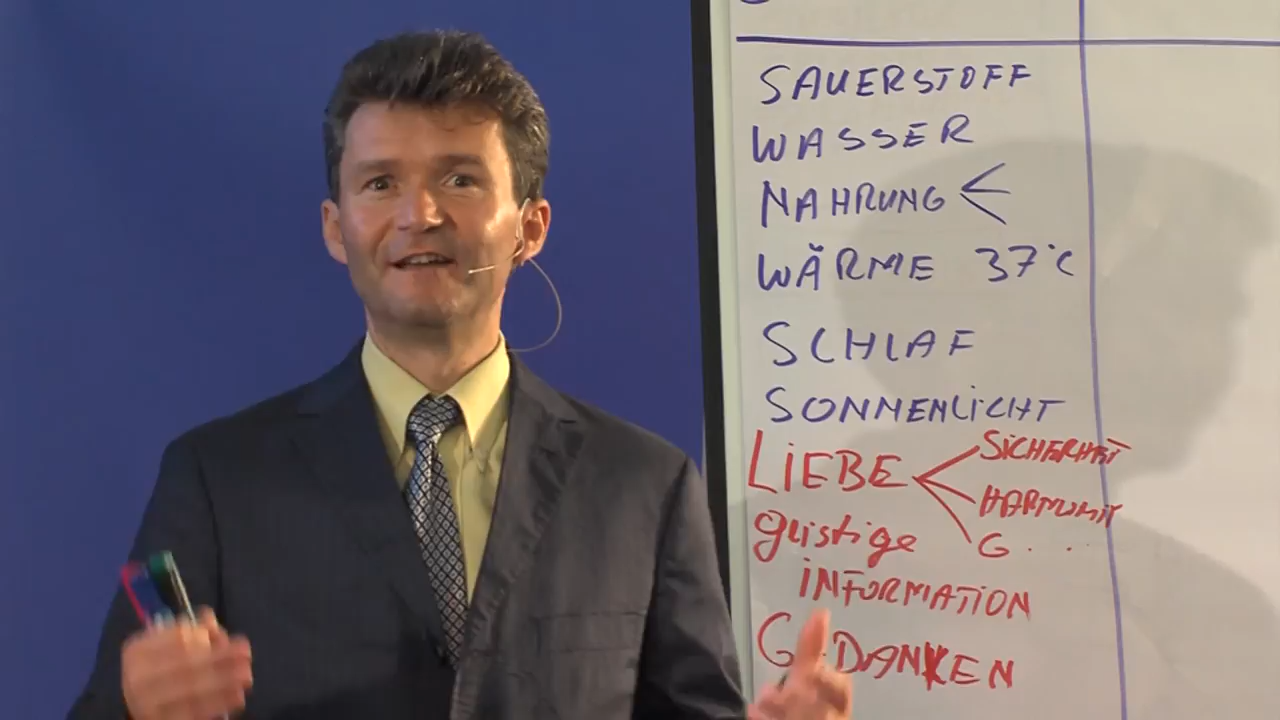 SAUERSTOFF
WASSER
NAHRUNG <
WÄRME 37°C
SCHLAF
SONNENLICHT
LIEBE < SICHERHEIT
HARMONIE
geistige G. . .
INFORMATION
GEDANKEN